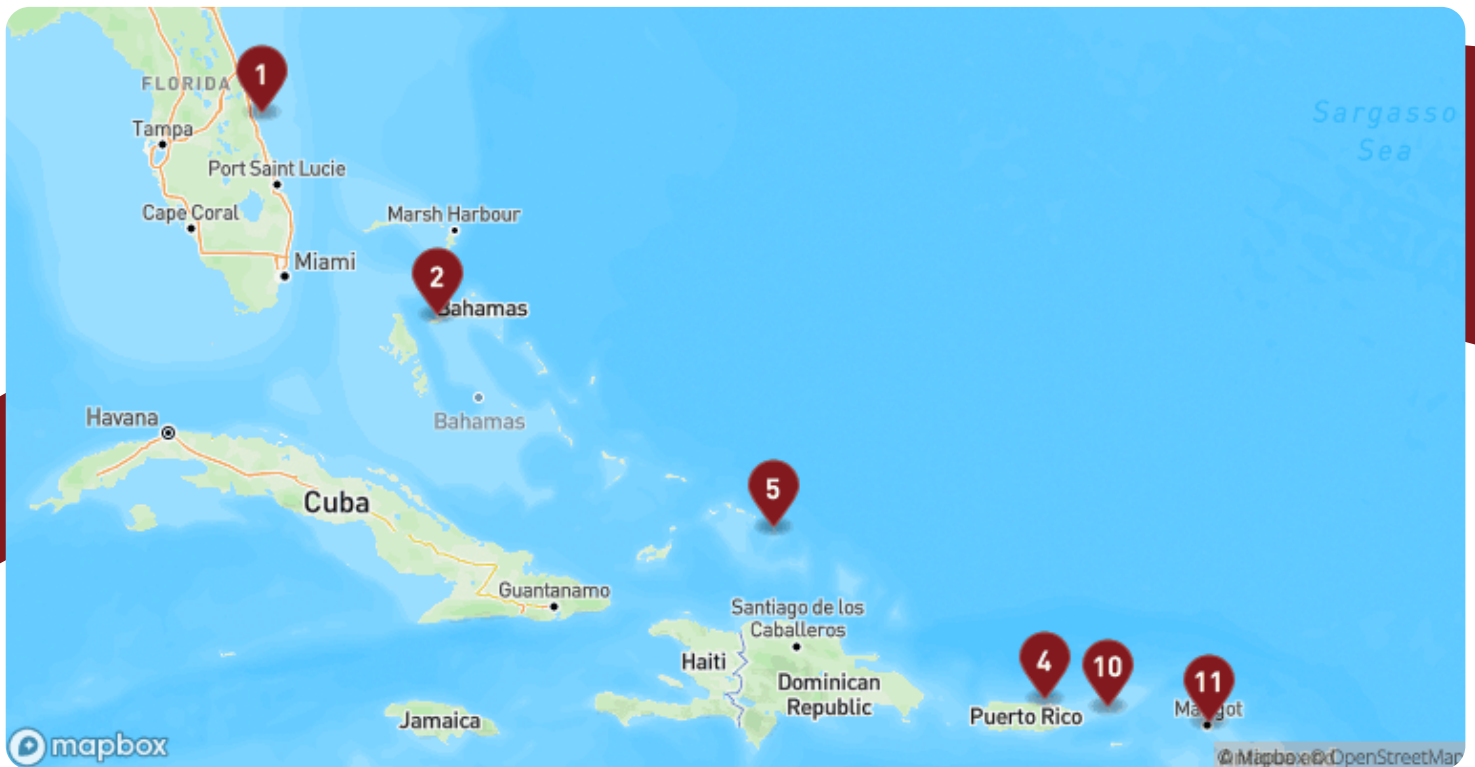 1
FLORIDA
Tampa
Port Saint Lucie
Cape Coral
Marsh Harbour
Miami
2
Bahamas
Sargasso
Sea
Havana
Bahamas
Cuba
5
Guantanamo
Santiago de los
Caballeros
Haiti
Dominican
Republic
4
10
11
Puerto Rico
Jamaica
mapbox
© OpenStreetMap